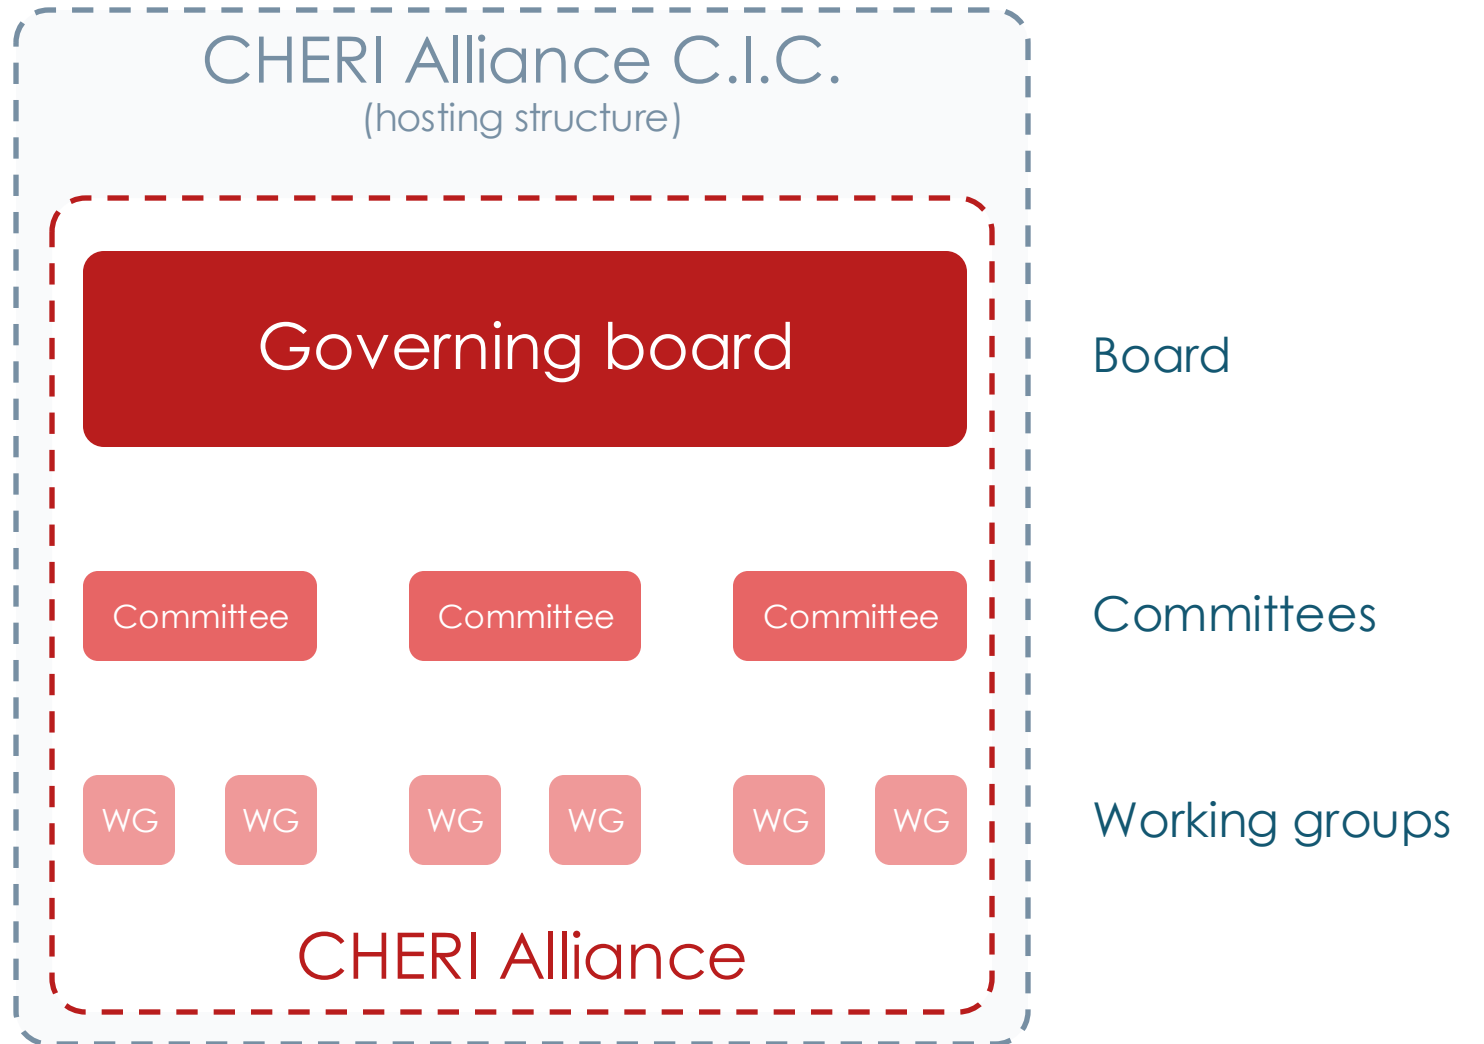 CHERI Alliance C.I.C.
(hosting structure)
Governing board
Board
Committee Committee Committee
Committees
WG WG WG WG WG WG
Working groups
CHERI Alliance